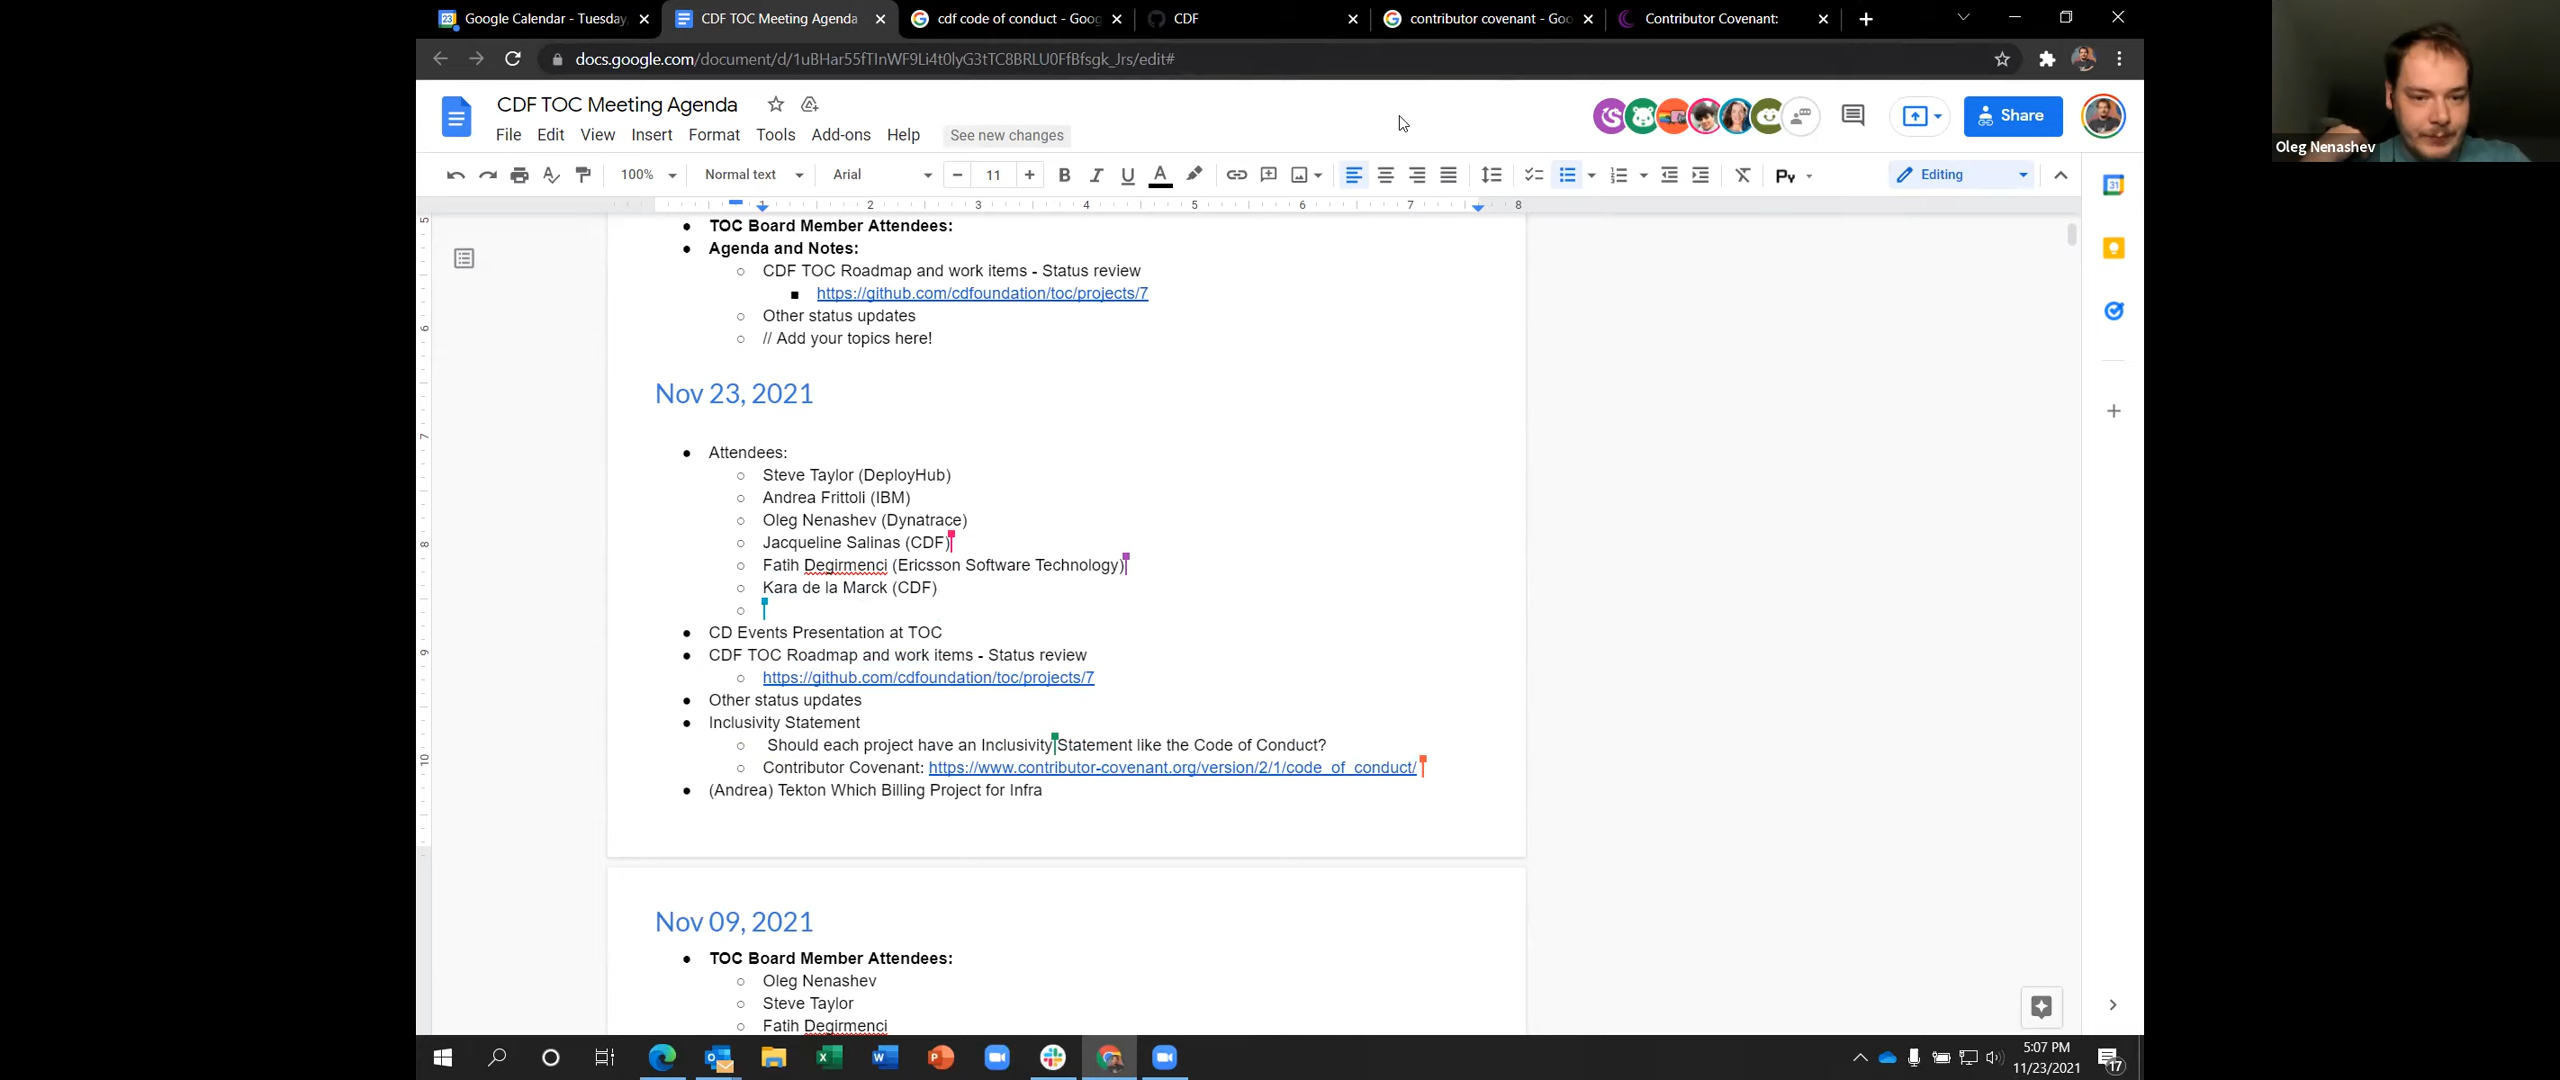 Google Calendar - Tuesday,
CDF TOC Meeting Agenda
cdf code of conduct - Goog
CDF
contributor covenant - Goo
Contributor Covenant:
docs.google.com/document/d/1uBHar55fTInWF9Li4t0lyG3tTC8BRLU0FfBfsgk_Jrs/edit#
CDF TOC Meeting Agenda
File Edit View Insert Format Tools Add-ons Help See new changes
Share
100% Normal text Arial 11 Editing
1 2 3 4 5 6 7 8
TOC Board Member Attendees:
Agenda and Notes:
CDF TOC Roadmap and work items - Status review
https://github.com/cdfoundation/toc/projects/7
Other status updates
// Add your topics here!
Nov 23, 2021
Attendees:
Steve Taylor (DeployHub)
Andrea Frittoli (IBM)
Oleg Nenashev (Dynatrace)
Jacqueline Salinas (CDF)
Fatih Degirmenci (Ericsson Software Technology)
Kara de la Marck (CDF)
CD Events Presentation at TOC
CDF TOC Roadmap and work items - Status review
https://github.com/cdfoundation/toc/projects/7
Other status updates
Inclusivity Statement
Should each project have an Inclusivity Statement like the Code of Conduct?
Contributor Covenant: https://www.contributor-covenant.org/version/2/1/code_of_conduct/
(Andrea) Tekton Which Billing Project for Infra
Nov 09, 2021
TOC Board Member Attendees:
Oleg Nenashev
Steve Taylor
Fatih Degirmenci
5:07 PM
11/23/2021
17
Oleg Nenashev